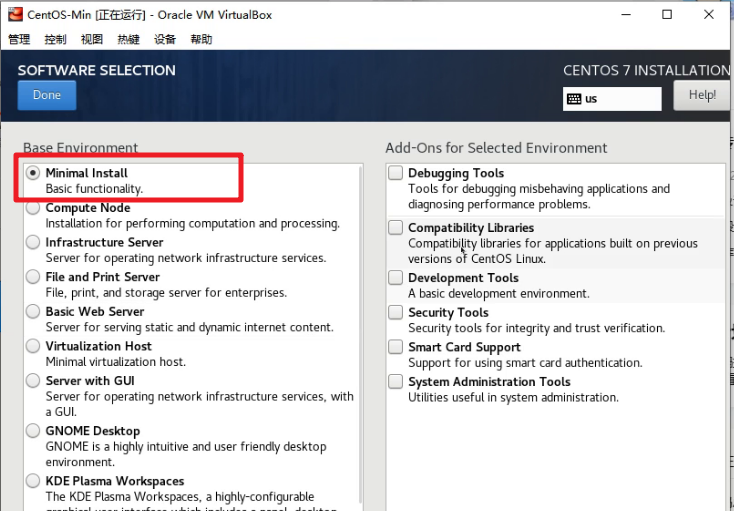 CentOS-Min [正在运行] - Oracle VM VirtualBox
管理 控制 视图 热键 设备 帮助
SOFTWARE SELECTION
CENTOS 7 INSTALLATION
Done
us
Help!
Base Environment
Minimal Install
Basic functionality.
Compute Node
Installation for performing computation and processing.
Infrastructure Server
Server for operating network infrastructure services.
File and Print Server
File, print, and storage server for enterprises.
Basic Web Server
Server for serving static and dynamic internet content.
Virtualization Host
Minimal virtualization host.
Server with GUI
Server for operating network infrastructure services, with
a GUI.
GNOME Desktop
GNOME is a highly intuitive and user friendly desktop
environment.
KDE Plasma Workspaces
The KDE Plasma Workspaces, a highly-configurable
graphical user interface which includes a panel, desktop,
Add-Ons for Selected Environment
Debugging Tools
Tools for debugging misbehaving applications and
diagnosing performance problems.
Compatibility Libraries
Compatibility libraries for applications built on previous
versions of CentOS Linux.
Development Tools
A basic development environment.
Security Tools
Security tools for integrity and trust verification.
Smart Card Support
Support for using smart card authentication.
System Administration Tools
Utilities useful in system administration.